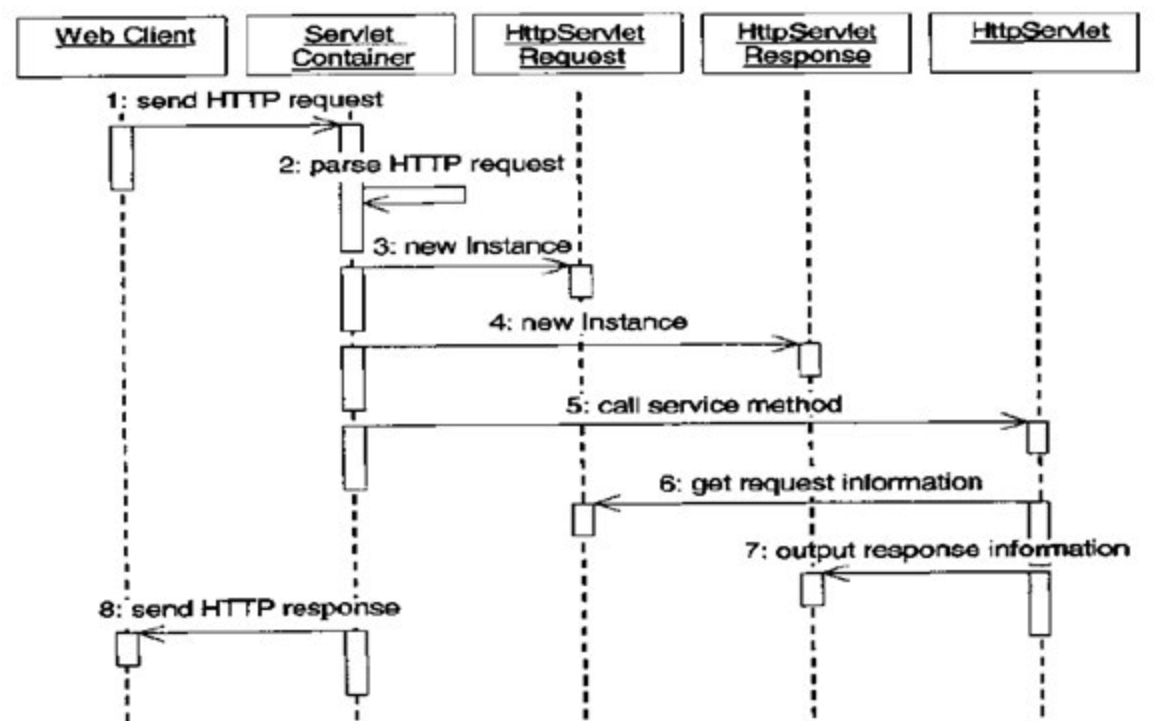 Web Client
Servlet
Container
HttpServlet
Request
HttpServlet
Response
HttpServlet
1: send HTTP request
2: parse HTTP request
3: new Instance
4: new Instance
5: call service method
6: get request information
7: output response information
8: send HTTP response